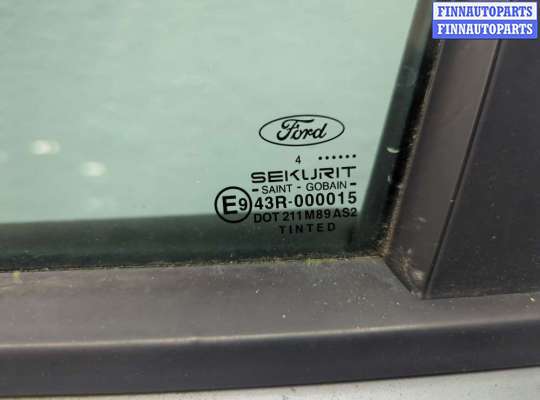 FINNAUTOPARTS
FINNAUTOPARTS
Ford
4 ••••••
SEKURIT
- SAINT - GOBAIN -
E9 43R-000015
DOT 211 M89 AS2
TINTED